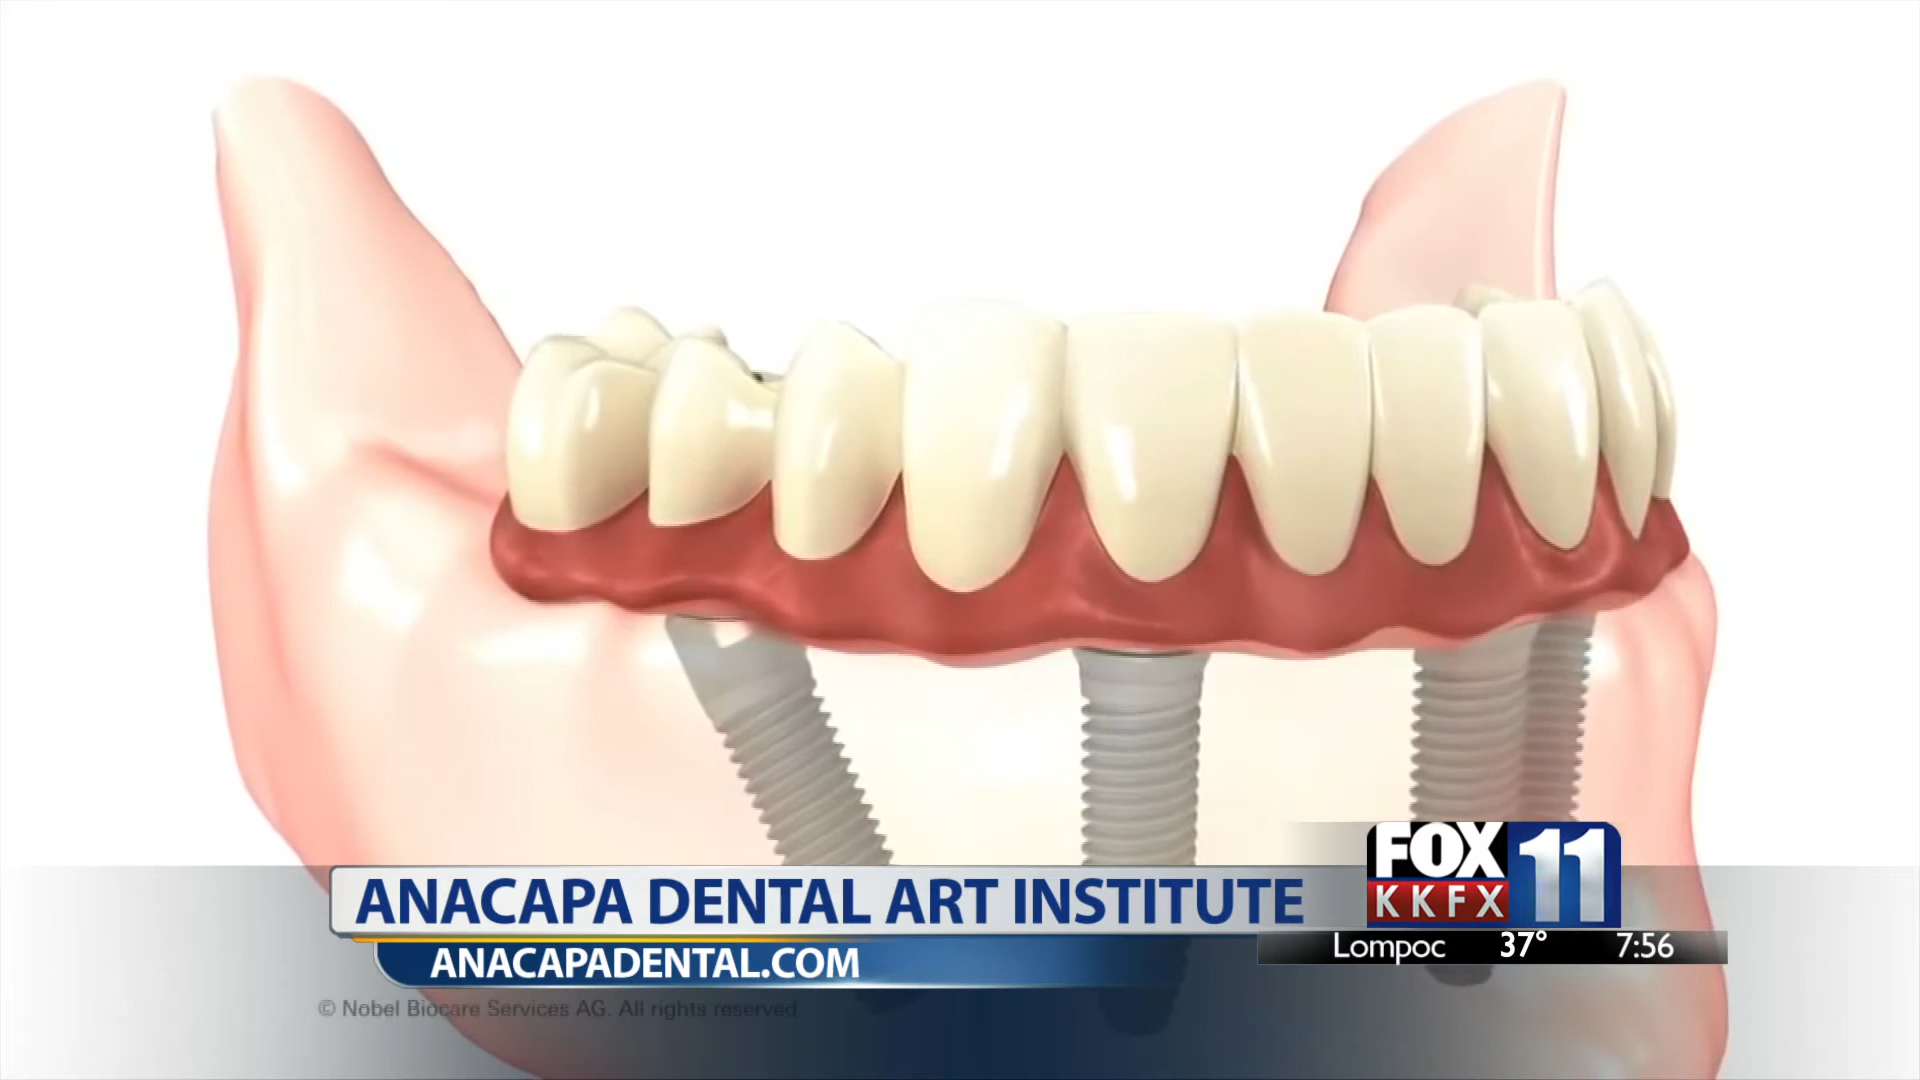 ANACAPA DENTAL ART INSTITUTE
ANACAPADENTAL.COM
FOX 11
KKFX
Lompoc 37° 7:56
© Nobel Biocare Services AG. All rights reserved